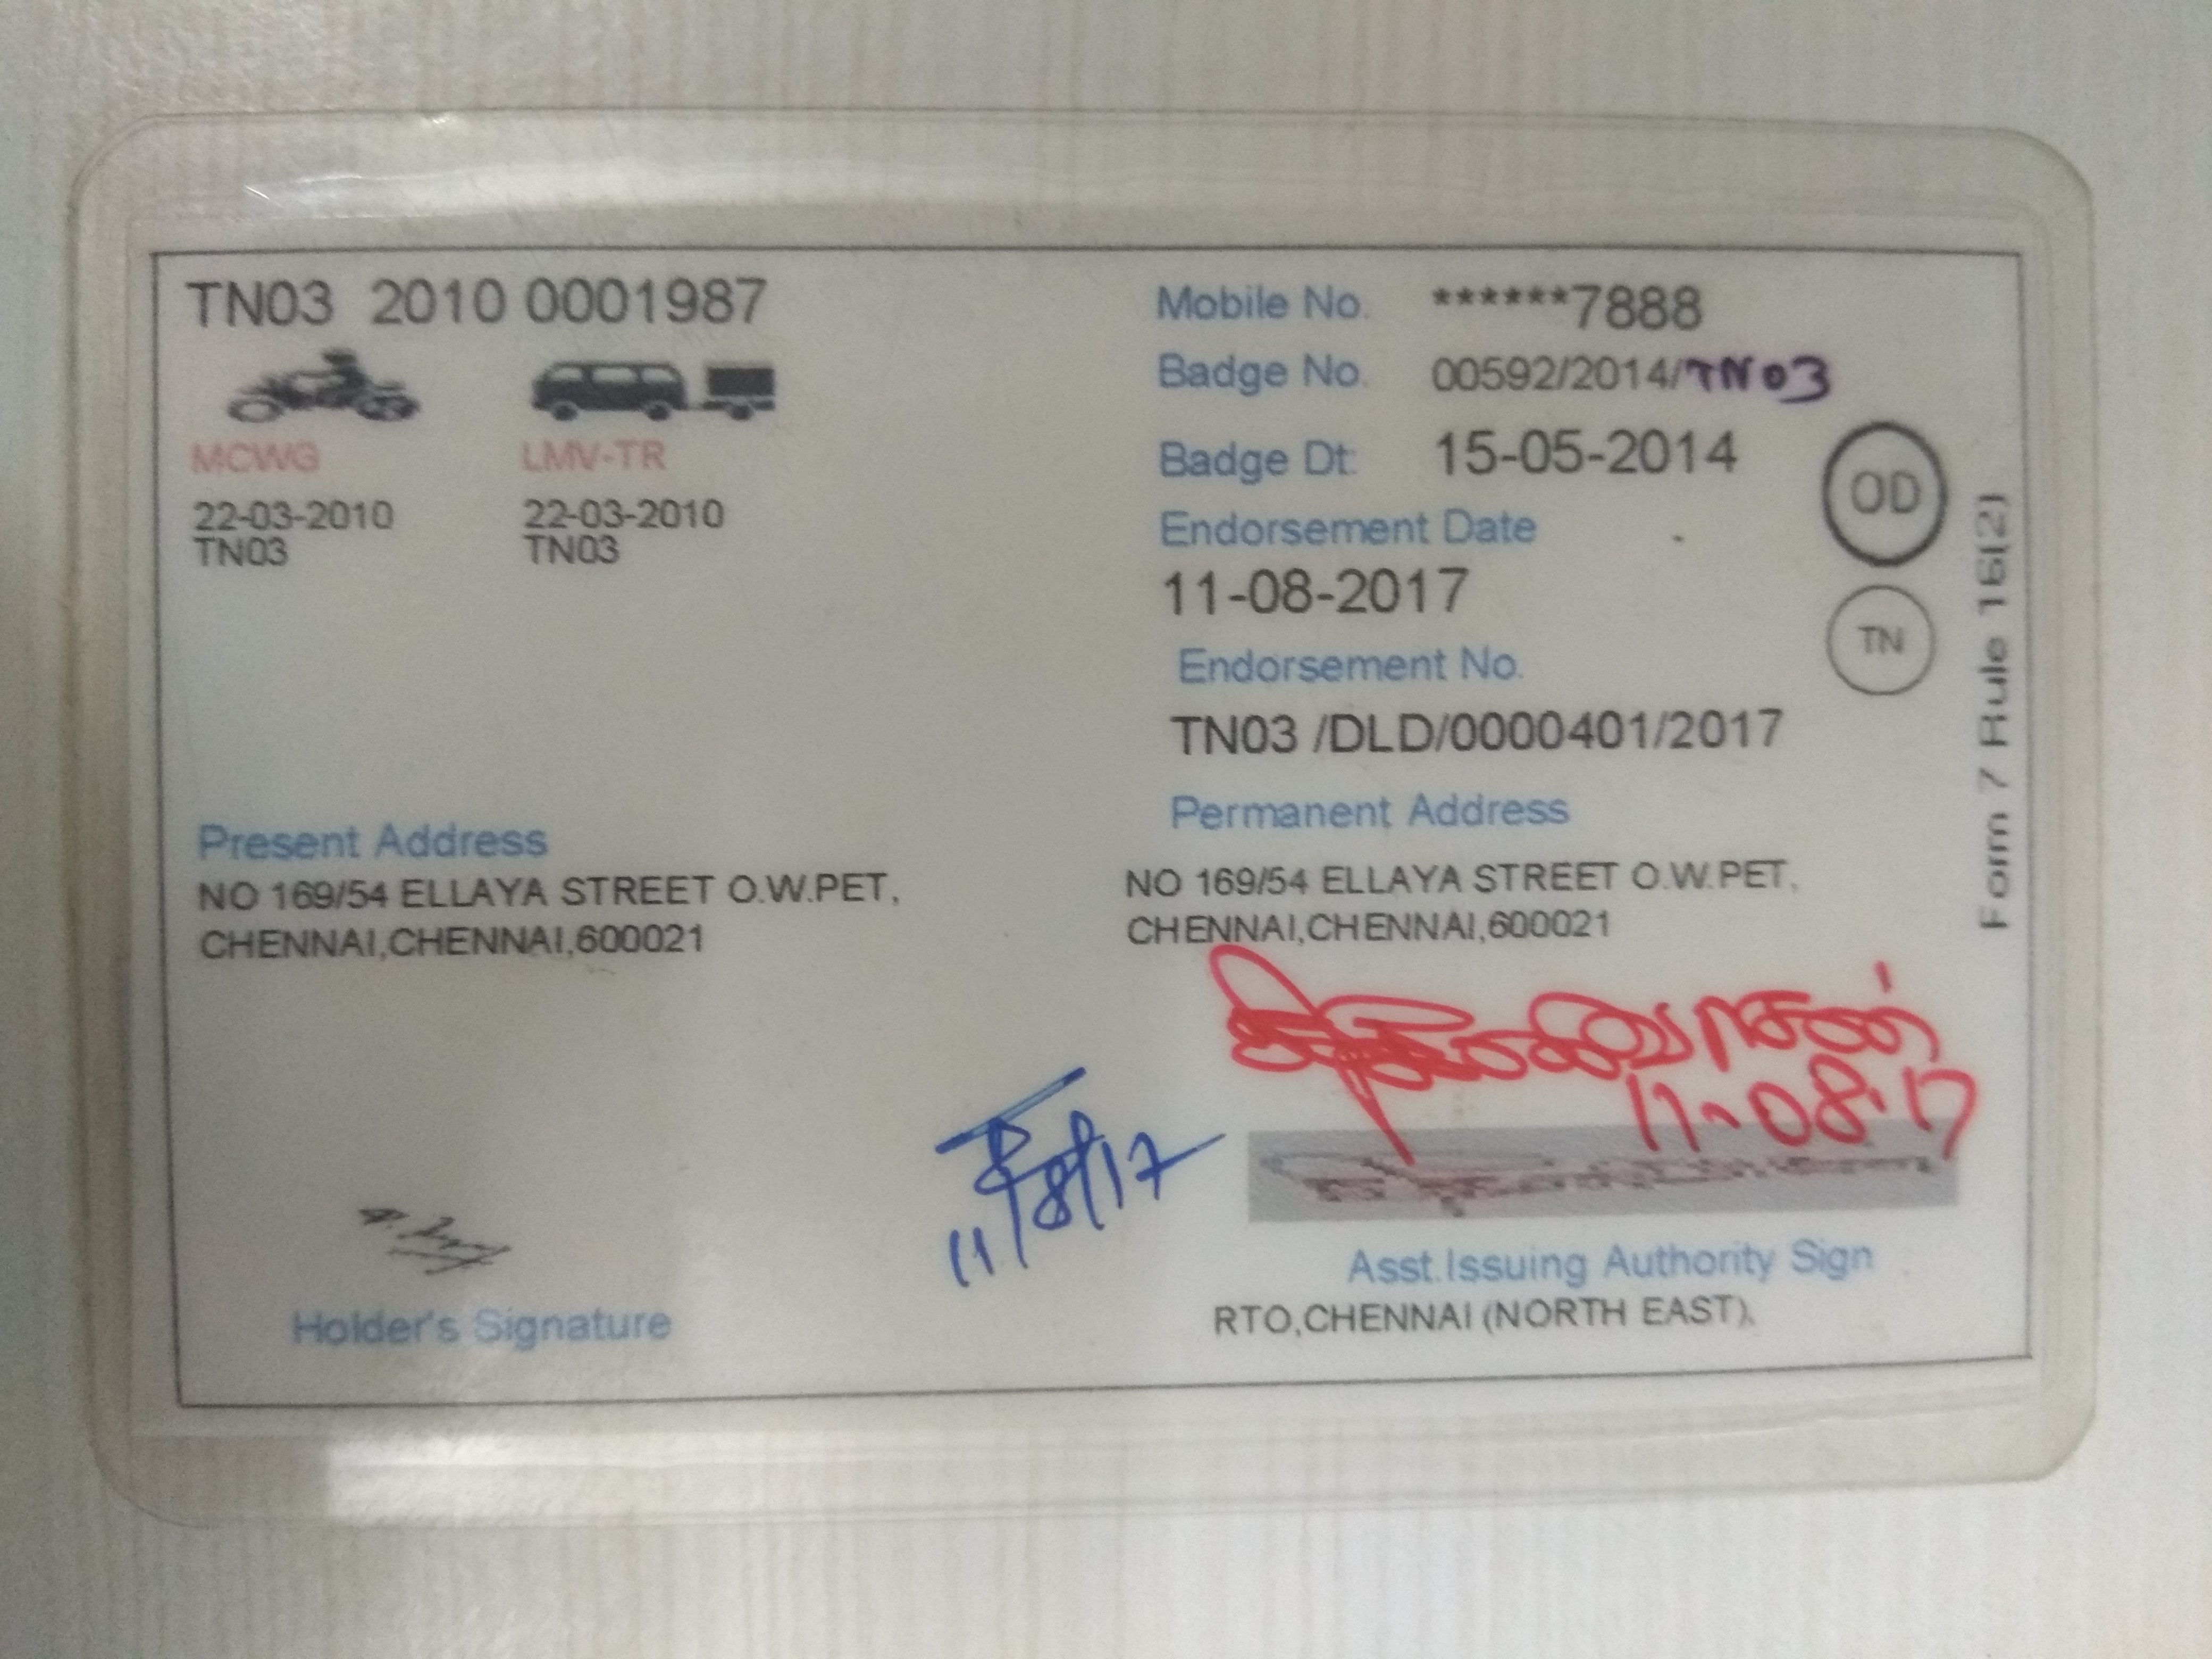 TN03 2010 0001987
MCWG LMV-TR
22-03-2010 22-03-2010
TN03 TN03
Present Address
NO 169/54 ELLAYA STREET O.W.PET,
CHENNAI,CHENNAI,600021
Holder's Signature
Mobile No. ******7888
Badge No. 00592/2014/TN03
Badge Dt: 15-05-2014
Endorsement Date
11-08-2017
Endorsement No.
TN03 /DLD/0000401/2017
Permanent Address
NO 169/54 ELLAYA STREET O.W.PET,
CHENNAI,CHENNAI,600021
11-08-17
11/8/17
Asst.Issuing Authority Sign
RTO,CHENNAI (NORTH EAST),
OD
TN
Form 7 Rule 16(2)